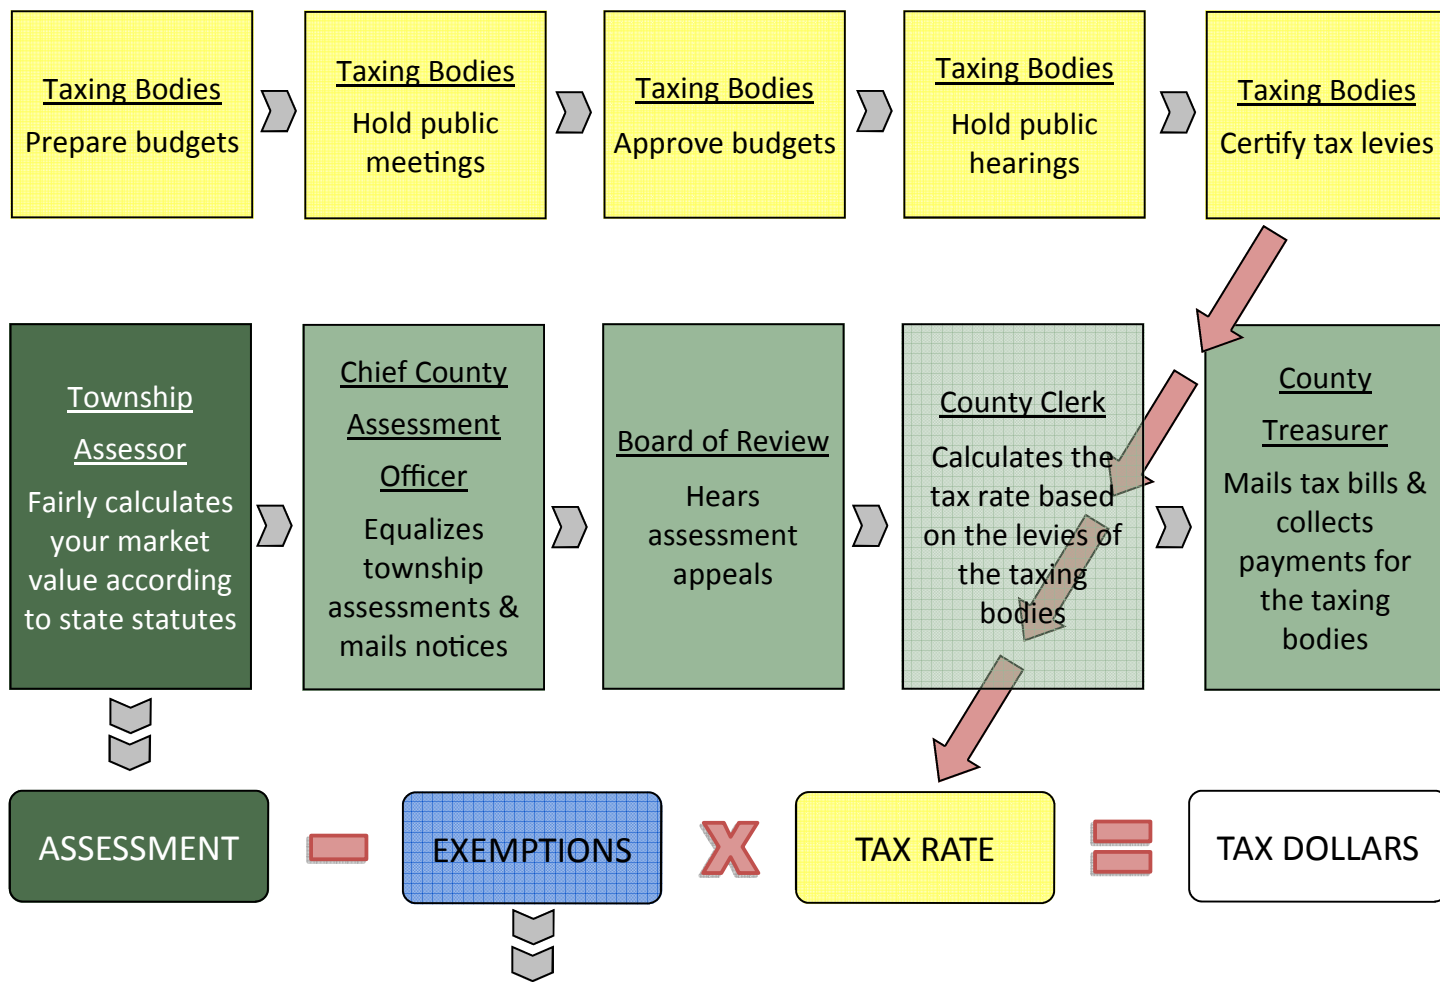 Taxing Bodies
Prepare budgets
Taxing Bodies
Hold public
meetings
Taxing Bodies
Approve budgets
Taxing Bodies
Hold public
hearings
Taxing Bodies
Certify tax levies
Township
Assessor
Fairly calculates
your market
value according
to state statutes
Chief County
Assessment
Officer
Equalizes
township
assessments &
mails notices
Board of Review
Hears
assessment
appeals
County Clerk
Calculates the
tax rate based
on the levies of
the taxing
bodies
County
Treasurer
Mails tax bills &
collects
payments for
the taxing
bodies
ASSESSMENT
EXEMPTIONS
X
TAX RATE
=
TAX DOLLARS